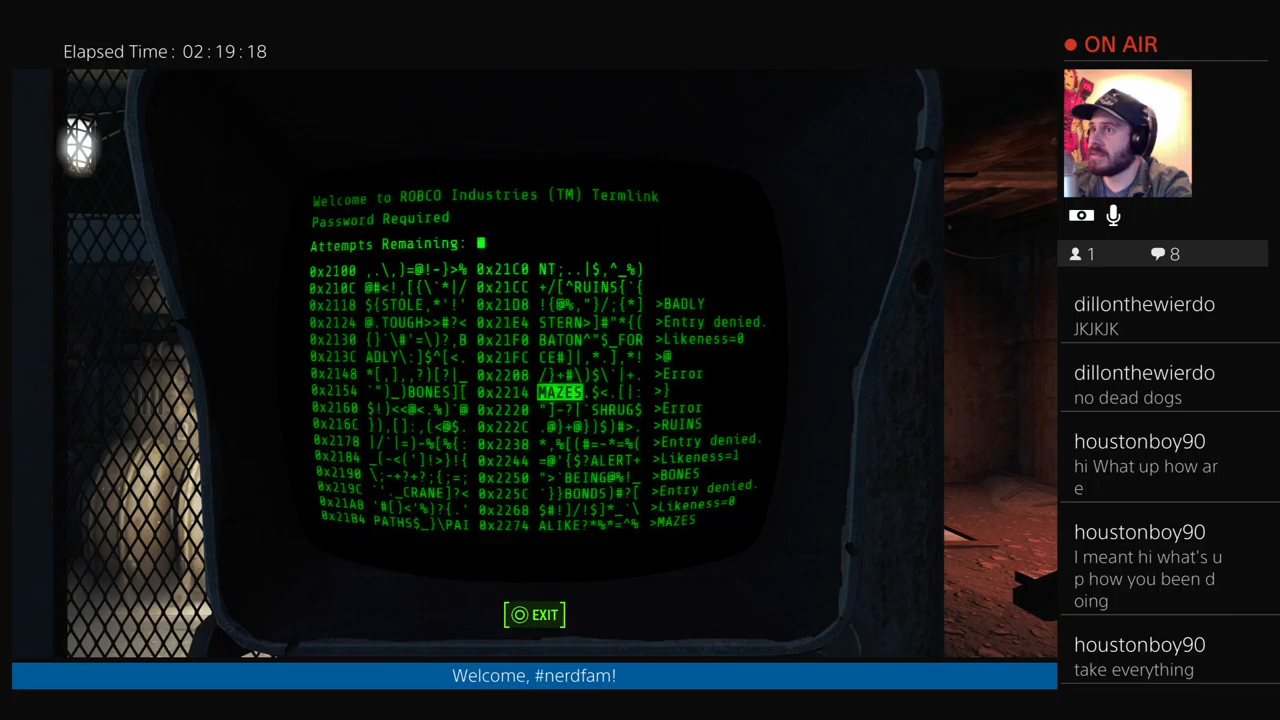 Elapsed Time: 02:19:18
ON AIR
Welcome to ROBCO Industries (TM) Termlink
Password Required
Attempts Remaining:
0x2100 ,.\,)=@!-}>% 0x21C0 NT;..|$,^_%)
0x210C @#<!,[{\`*|/ 0x21CC +/[^RUINS{`{
0x2118 ${STOLE,*'!' 0x21D8 !{@%,"}/;{*] >BADLY
0x2124 @.TOUGH>>#?< 0x21E4 STERN>]#"*{( >Entry denied.
0x2130 {}`\#'=\)?,B 0x21F0 BATON^"$_FOR >Likeness=0
0x213C ADLY\:]$^[<. 0x21FC CE#]|,*.],*! >@
0x2148 *[,],,?)[?|_ 0x2208 /}+#\)$\`|+. >Error
0x2154 `")_)BONES][ 0x2214 MAZES.$<.[|: >}
0x2160 $!)<<@<.%)`@ 0x2220 "]-?|`SHRUG$ >Error
0x216C }),[]:,(<@$. 0x222C .@}+@})$)#>. >RUINS
0x2178 |/`|=)-%[%{: 0x2238 *,%[(#=-*=%( >Entry denied.
0x2184 _(-<(']!>}!{ 0x2244 =@'{$?ALERT+ >Likeness=1
0x2190 \;-+?+?;{;=; 0x2250 ">`BEING@%!_ >BONES
0x219C `'._CRANE]?< 0x225C `}}BONDS)#?[ >Entry denied.
0x21A8 '#[)<'%]?{.' 0x2268 $#!]/!$]*_`\ >Likeness=0
0x21B4 PATHS$_}\PAI 0x2274 ALIKE?*%*=^% >MAZES
EXIT
Welcome, #nerdfam!
1 8
dillonthewierdo
JKJKJK
dillonthewierdo
no dead dogs
houstonboy90
hi What up how ar
e
houstonboy90
I meant hi what's u
p how you been d
oing
houstonboy90
take everything